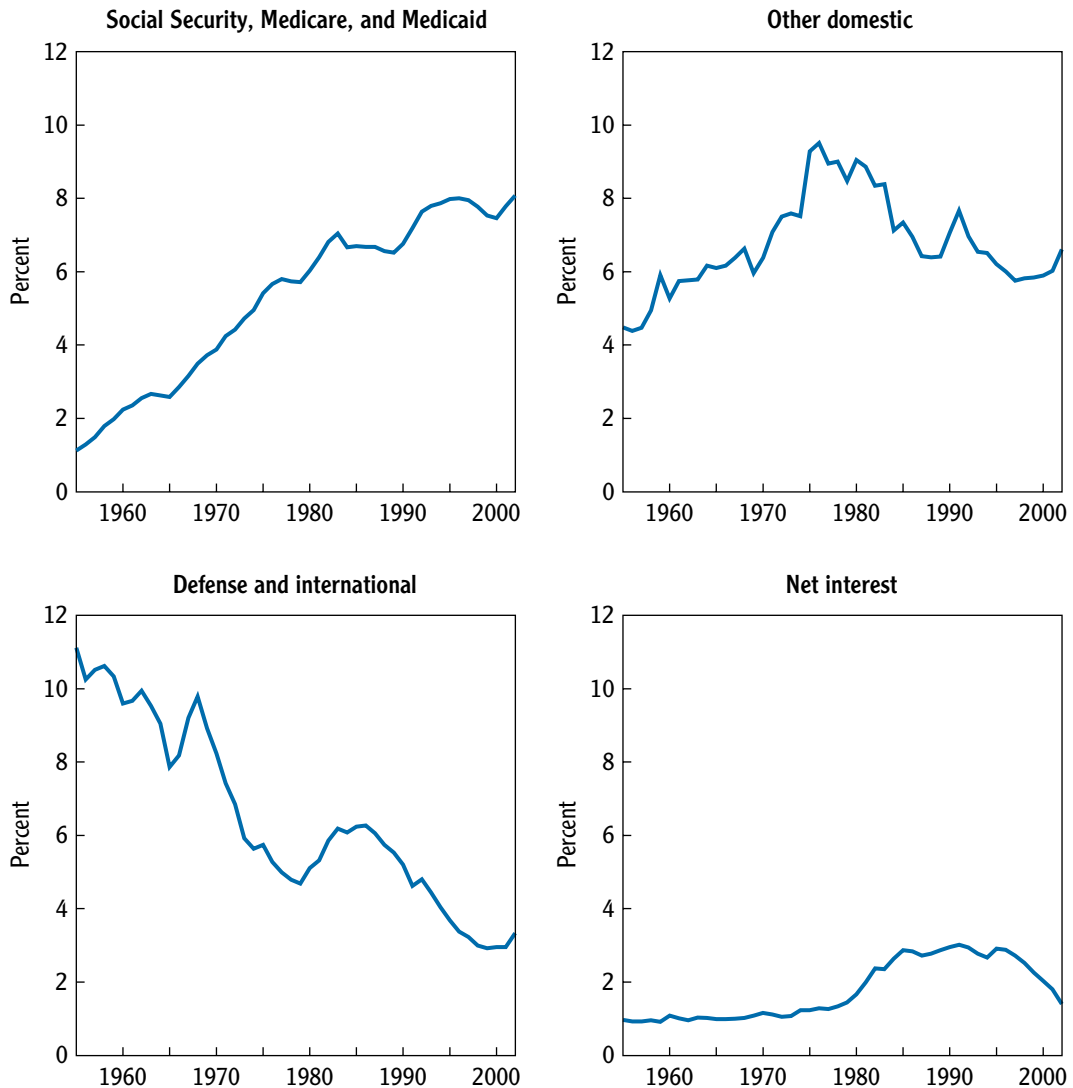 Social Security, Medicare, and Medicaid
Percent
12
10
8
6
4
2
0
1960 1970 1980 1990 2000
Other domestic
Percent
12
10
8
6
4
2
0
1960 1970 1980 1990 2000
Defense and international
Percent
12
10
8
6
4
2
0
1960 1970 1980 1990 2000
Net interest
Percent
12
10
8
6
4
2
0
1960 1970 1980 1990 2000